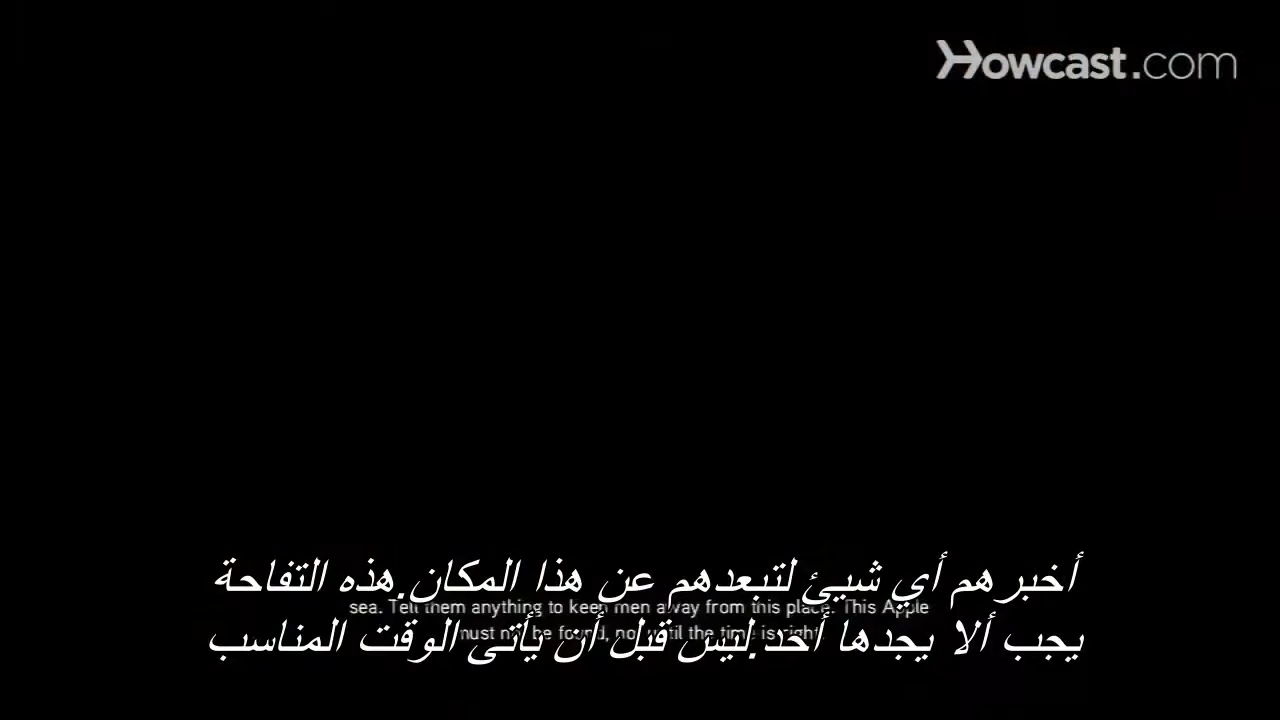 Howcast.com
أخبرهم أي شييئ لتبعدهم عن هذا المكان.هذه التفاحة
sea. Tell them anything to keep men away from this place. This Apple
يجب ألا يجدها أحد.ليس قبل أن يأتى الوقت المناسب
must not be found, not until the time is right.